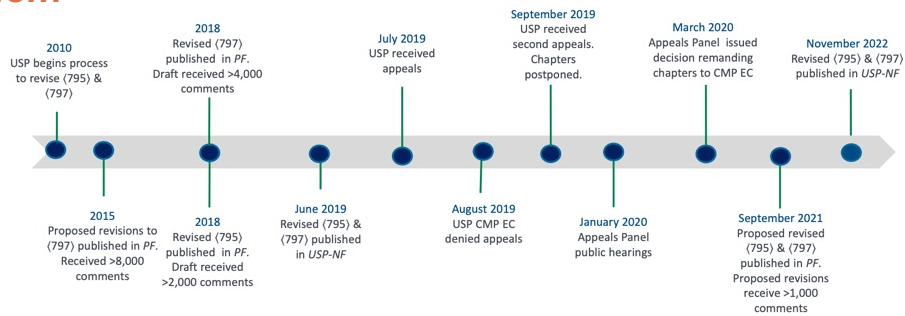 2010
USP begins process
to revise ⟨795⟩ &
⟨797⟩
2018
Revised ⟨797⟩
published in PF.
Draft received >4,000
comments
July 2019
USP received
appeals
September 2019
USP received
second appeals.
Chapters
postponed.
March 2020
Appeals Panel issued
decision remanding
chapters to CMP EC
November 2022
Revised ⟨795⟩ & ⟨797⟩
published in USP-NF
2015
Proposed revisions to
⟨797⟩ published in PF.
Received >8,000
comments
2018
Revised ⟨795⟩
published in PF.
Draft received
>2,000 comments
June 2019
Revised ⟨795⟩ &
⟨797⟩ published
in USP-NF
August 2019
USP CMP EC
denied appeals
January 2020
Appeals Panel
public hearings
September 2021
Proposed revised
⟨795⟩ & ⟨797⟩
published in PF.
Proposed revisions
receive >1,000
comments